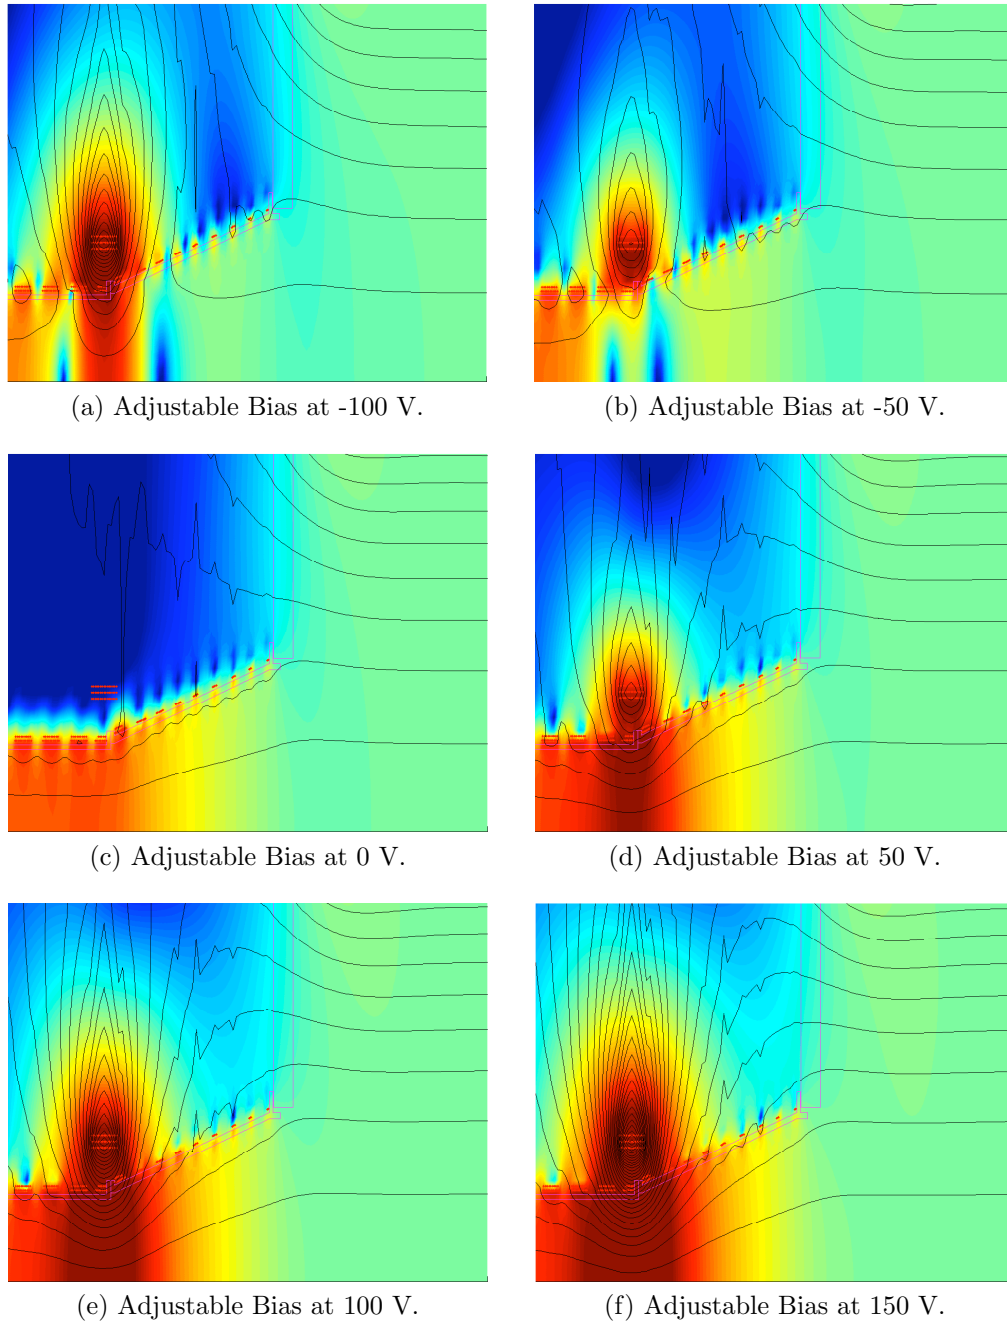 (a) Adjustable Bias at -100 V.
(b) Adjustable Bias at -50 V.
(c) Adjustable Bias at 0 V.
(d) Adjustable Bias at 50 V.
(e) Adjustable Bias at 100 V.
(f) Adjustable Bias at 150 V.